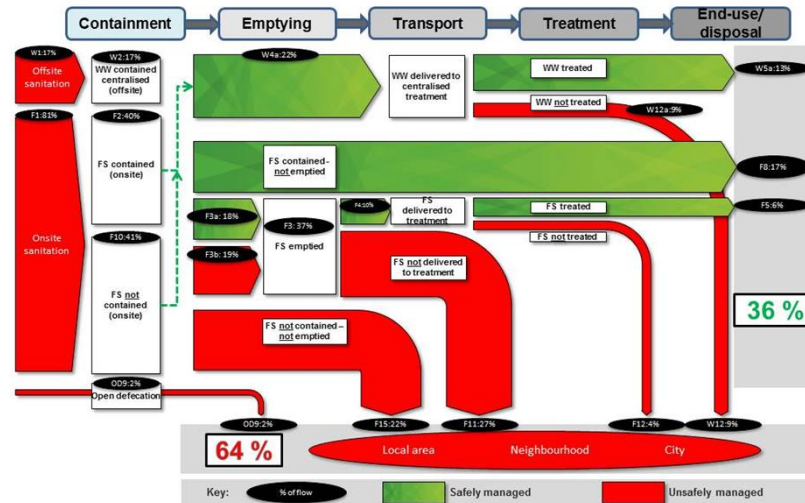 Containment
Emptying
Transport
Treatment
End-use/
disposal
W1:17%
Offsite
sanitation
W2:17%
WW contained
centralised
(offsite)
W4a:22%
WW
delivered to
centralised
treatment
WW treated
W5a:13%
WW not treated
W12a:9%
F1:81%
Onsite
sanitation
F2:40%
FS contained
(onsite)
FS contained -
not emptied
F8:17%
F3a: 18%
F3: 37%
FS emptied
F4:10%
FS
delivered to
treatment
FS treated
F5:6%
F3b: 19%
FS not treated
F10:41%
FS not
contained
(onsite)
FS not delivered
to treatment
FS not contained –
not emptied
36 %
OD9:2%
Open defecation
OD9:2%
F15:22%
F11:27%
F12:4%
W12:9%
64 %
Local area
Neighbourhood
City
Key:
% of flow
Safely managed
Unsafely managed